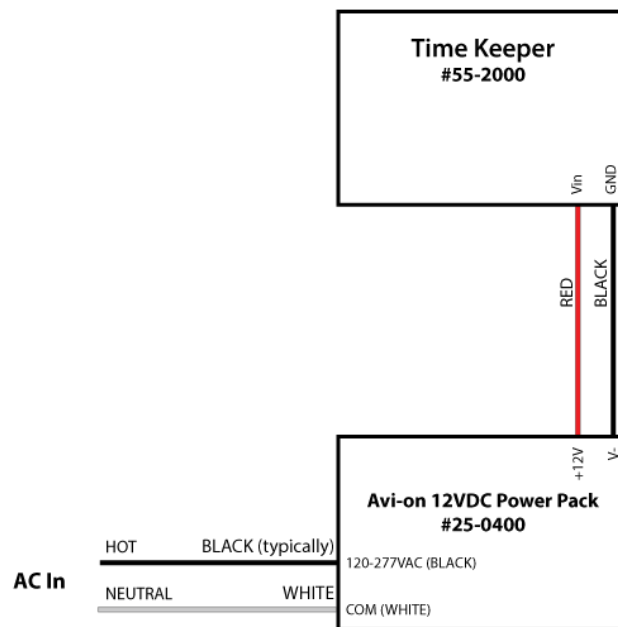 Time Keeper
#55-2000
Vin
GND
RED
BLACK
+12V
V-
Avi-on 12VDC Power Pack
#25-0400
HOT
BLACK (typically)
120-277VAC (BLACK)
AC In
NEUTRAL
WHITE
COM (WHITE)